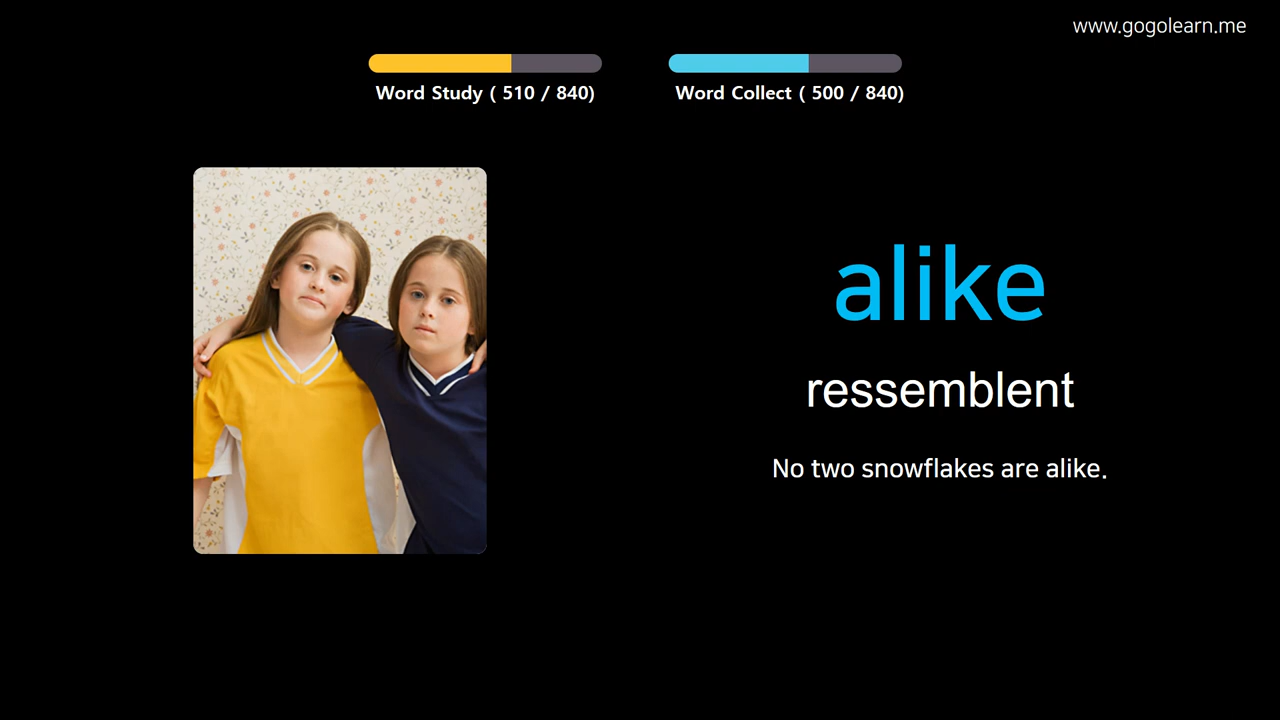 www.gogolearn.me
Word Study ( 510 / 840)
Word Collect ( 500 / 840)
alike
ressemblent
No two snowflakes are alike.